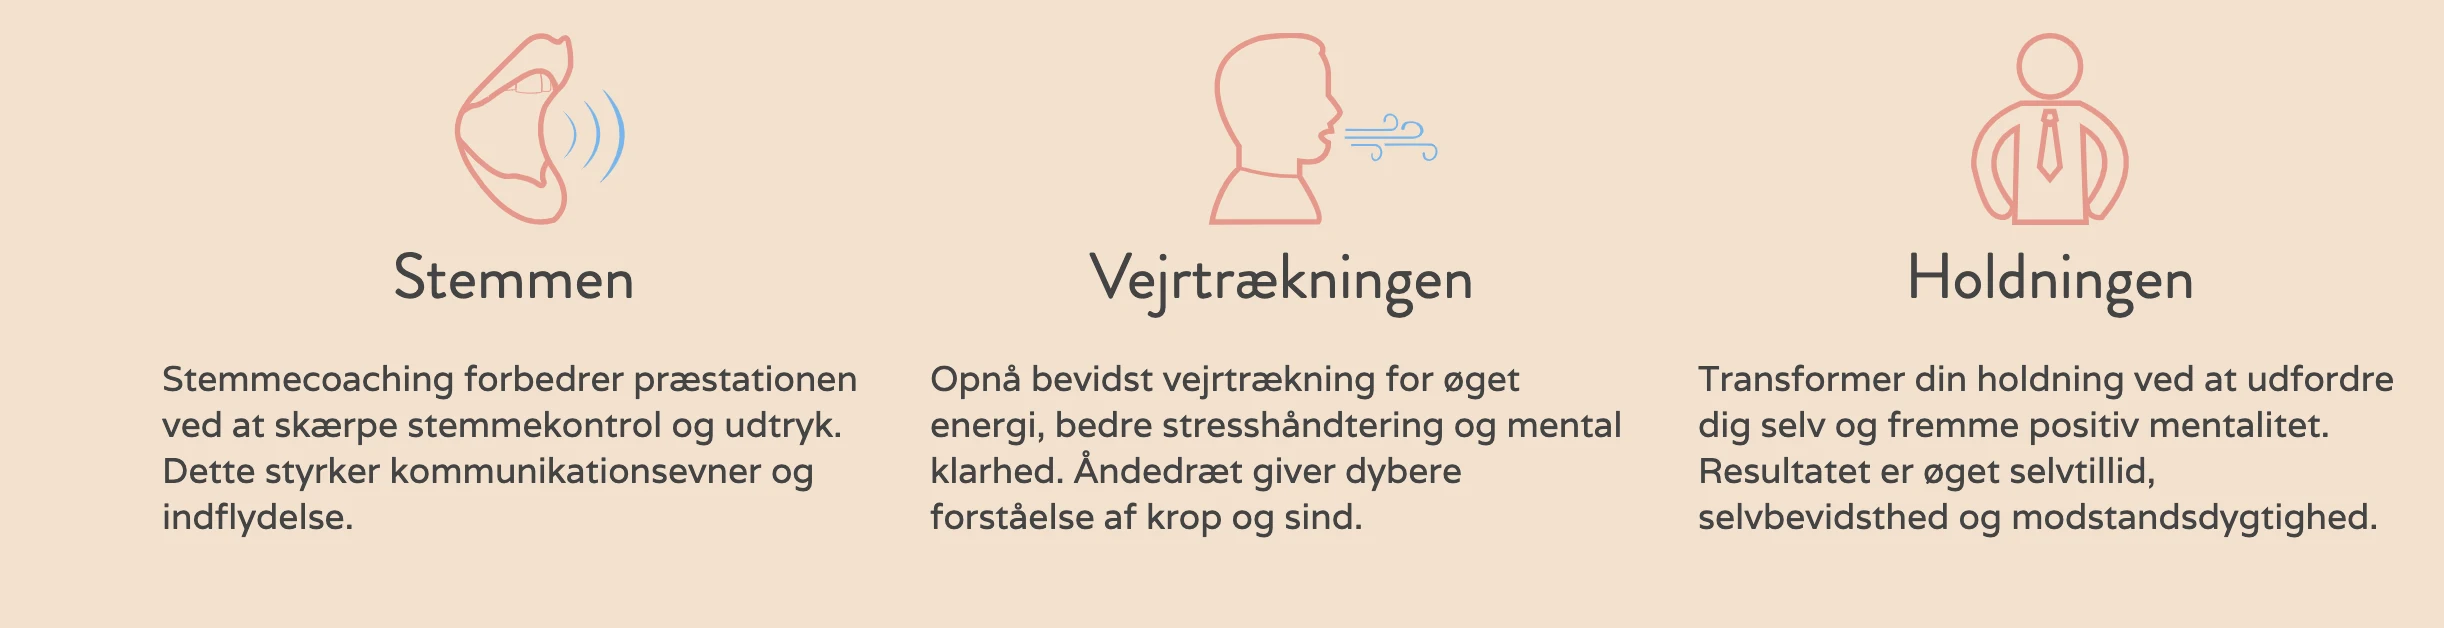 Stemmen
Stemmecoaching forbedrer præstationen
ved at skærpe stemmekontrol og udtryk.
Dette styrker kommunikationsevner og
indflydelse.
Vejrtrækningen
Opnå bevidst vejrtrækning for øget
energi, bedre stresshåndtering og mental
klarhed. Åndedræt giver dybere
forståelse af krop og sind.
Holdningen
Transformer din holdning ved at udfordre
dig selv og fremme positiv mentalitet.
Resultatet er øget selvtillid,
selvbevidsthed og modstandsdygtighed.